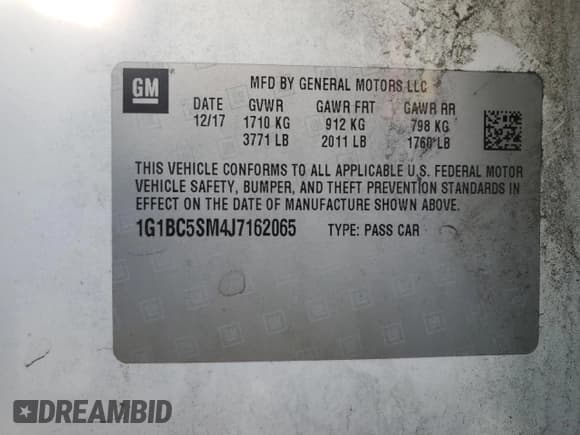 GM
MFD BY GENERAL MOTORS LLC
DATE GVWR GAWR FRT GAWR RR
12/17 1710 KG 912 KG 798 KG
3771 LB 2011 LB 1760 LB
THIS VEHICLE CONFORMS TO ALL APPLICABLE U.S. FEDERAL MOTOR
VEHICLE SAFETY, BUMPER, AND THEFT PREVENTION STANDARDS IN
EFFECT ON THE DATE OF MANUFACTURE SHOWN ABOVE.
1G1BC5SM4J7162065 TYPE: PASS CAR
DREAMBID